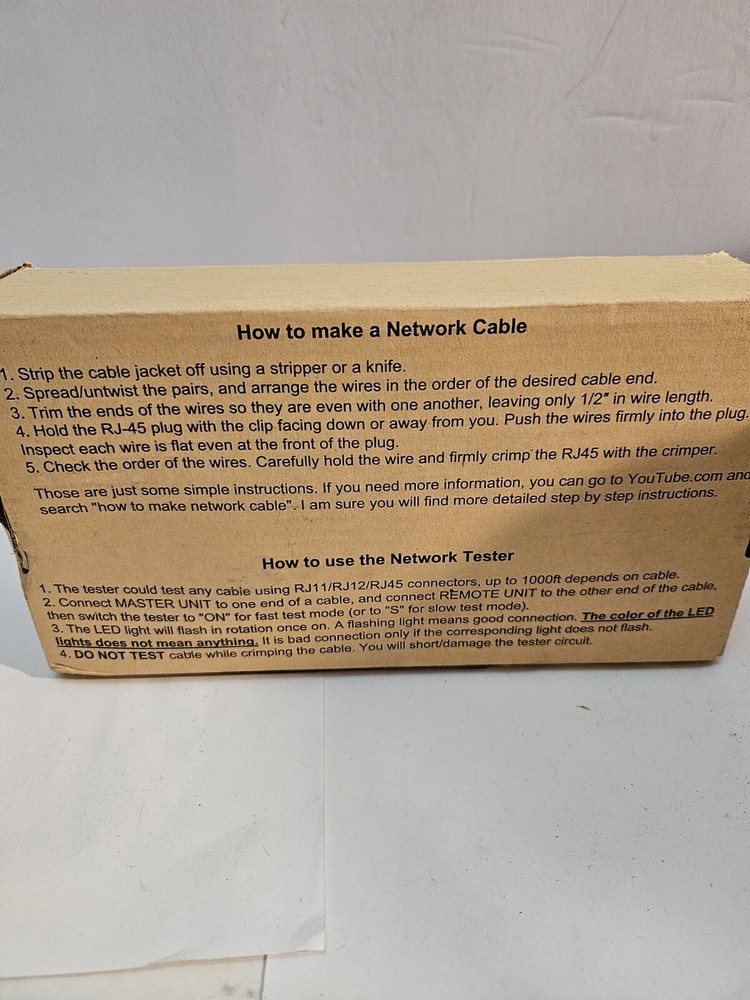 How to make a Network Cable
1. Strip the cable jacket off using a stripper or a knife.
2. Spread/untwist the pairs, and arrange the wires in the order of the desired cable end.
3. Trim the ends of the wires so they are even with one another, leaving only 1/2" in wire length.
4. Hold the RJ-45 plug with the clip facing down or away from you. Push the wires firmly into the plug.
Inspect each wire is flat even at the front of the plug.
5. Check the order of the wires. Carefully hold the wire and firmly crimp the RJ45 with the crimper.
Those are just some simple instructions. If you need more information, you can go to YouTube.com and
search "how to make network cable". I am sure you will find more detailed step by step instructions.
How to use the Network Tester
1. The tester could test any cable using RJ11/RJ12/RJ45 connectors, up to 1000ft depends on cable.
2. Connect MASTER UNIT to one end of a cable, and connect REMOTE UNIT to the other end of the cable,
then switch the tester to "ON" for fast test mode (or to "S" for slow test mode).
3. The LED light will flash in rotation once on. A flashing light means good connection. The color of the LED
lights does not mean anything. It is bad connection only if the corresponding light does not flash.
4. DO NOT TEST cable while crimping the cable. You will short/damage the tester circuit.